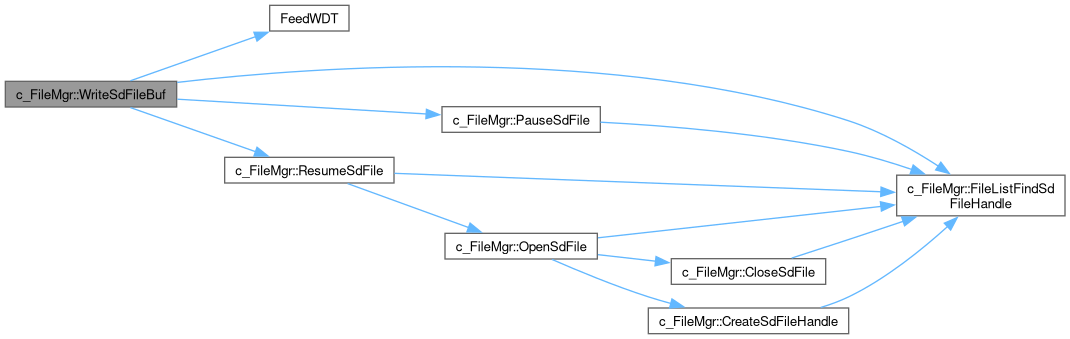 FeedWDT
c_FileMgr::WriteSdFileBuf
c_FileMgr::PauseSdFile
c_FileMgr::ResumeSdFile
c_FileMgr::FileListFindSd
FileHandle
c_FileMgr::OpenSdFile
c_FileMgr::CloseSdFile
c_FileMgr::CreateSdFileHandle